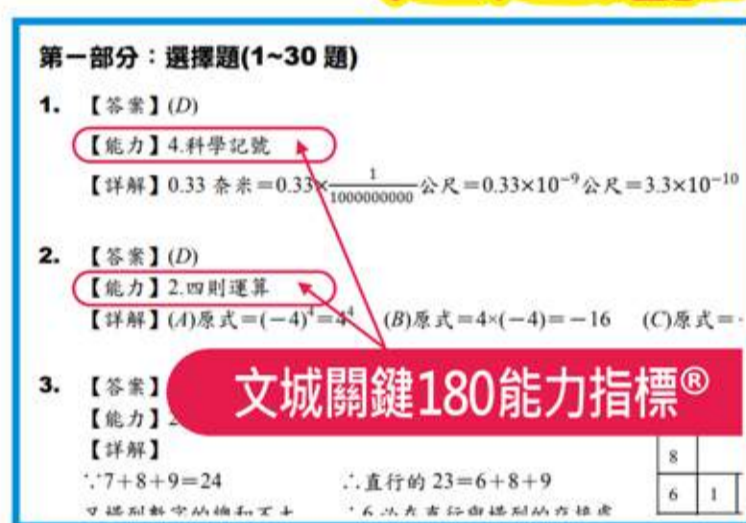 第一部分：選擇題(1~30 題)
1. 【答案】(D)
【能力】4.科學記號
【詳解】0.33 奈米＝0.33×1/1000000000 公尺＝0.33×10⁻⁹公尺＝3.3×10⁻¹⁰
2. 【答案】(D)
【能力】2.四則運算
【詳解】(A)原式＝(－4)⁴＝4⁴ (B)原式＝4×(－4)＝－16 (C)原式＝
文城關鍵180能力指標®
3. 【答案】
【能力】
【詳解】
∵7＋8＋9＝24 ∴直行的 23＝6＋8＋9
8
6 1